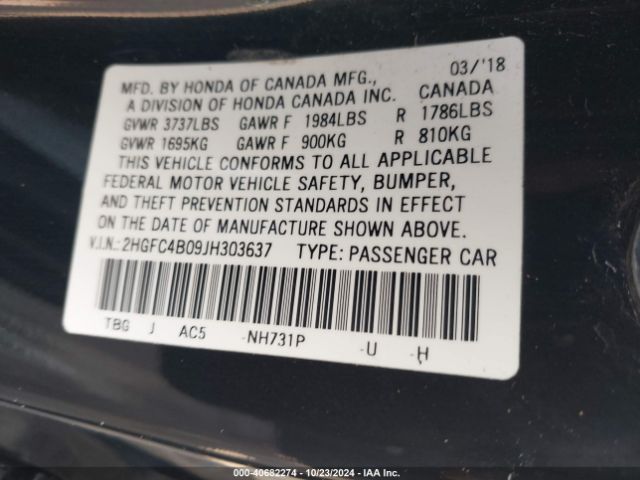 03/'18
MFD. BY HONDA OF CANADA MFG., CANADA
A DIVISION OF HONDA CANADA INC.
GVWR 3737LBS GAWR F 1984LBS R 1786LBS
GVWR 1695KG GAWR F 900KG R 810KG
THIS VEHICLE CONFORMS TO ALL APPLICABLE
FEDERAL MOTOR VEHICLE SAFETY, BUMPER,
AND THEFT PREVENTION STANDARDS IN EFFECT
ON THE DATE OF MANUFACTURE SHOWN ABOVE.
V.I.N.:2HGFC4B09JH303637 TYPE: PASSENGER CAR
TBG J AC5 -NH731P -U -H
000-40682274 - 10/23/2024 - IAA Inc.